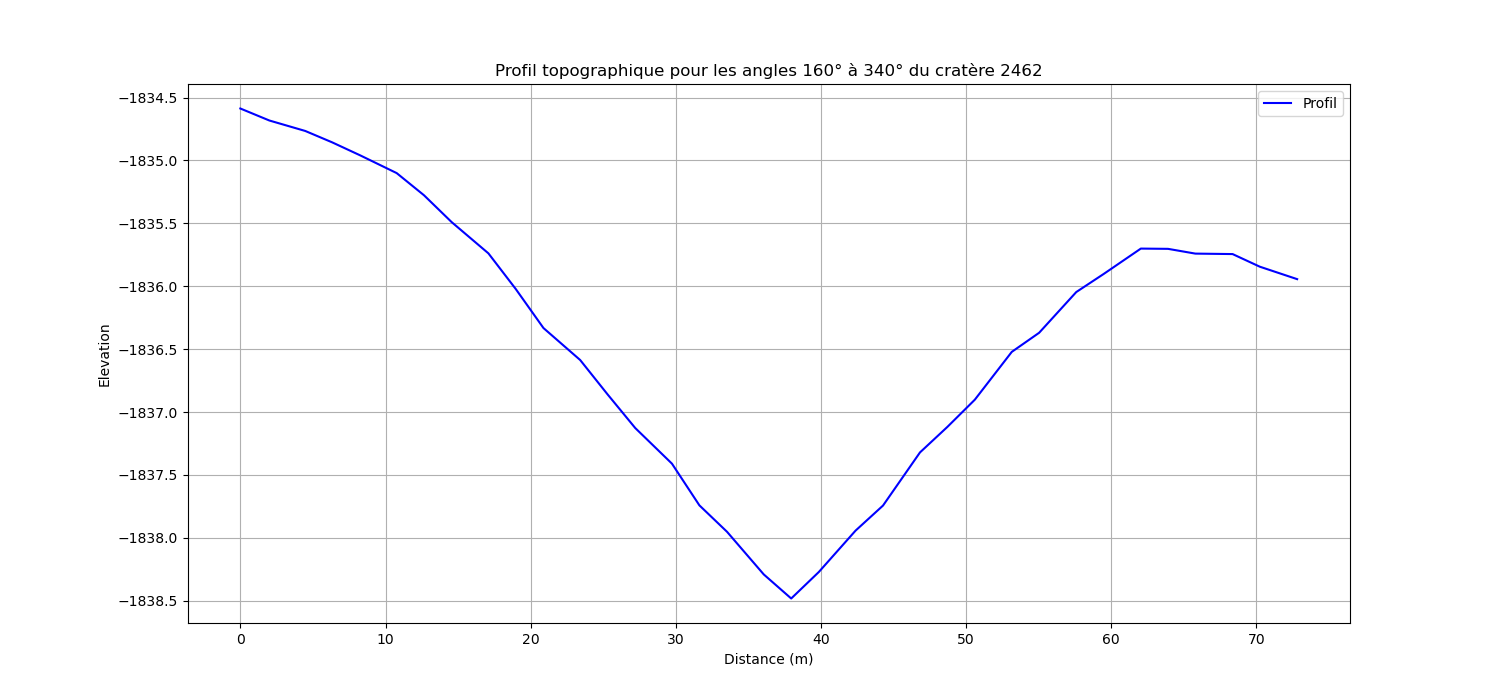 Profil topographique pour les angles 160° à 340° du cratère 2462
Profil
−1834.5
−1835.0
−1835.5
−1836.0
−1836.5
−1837.0
−1837.5
−1838.0
−1838.5
Elevation
0 10 20 30 40 50 60 70
Distance (m)